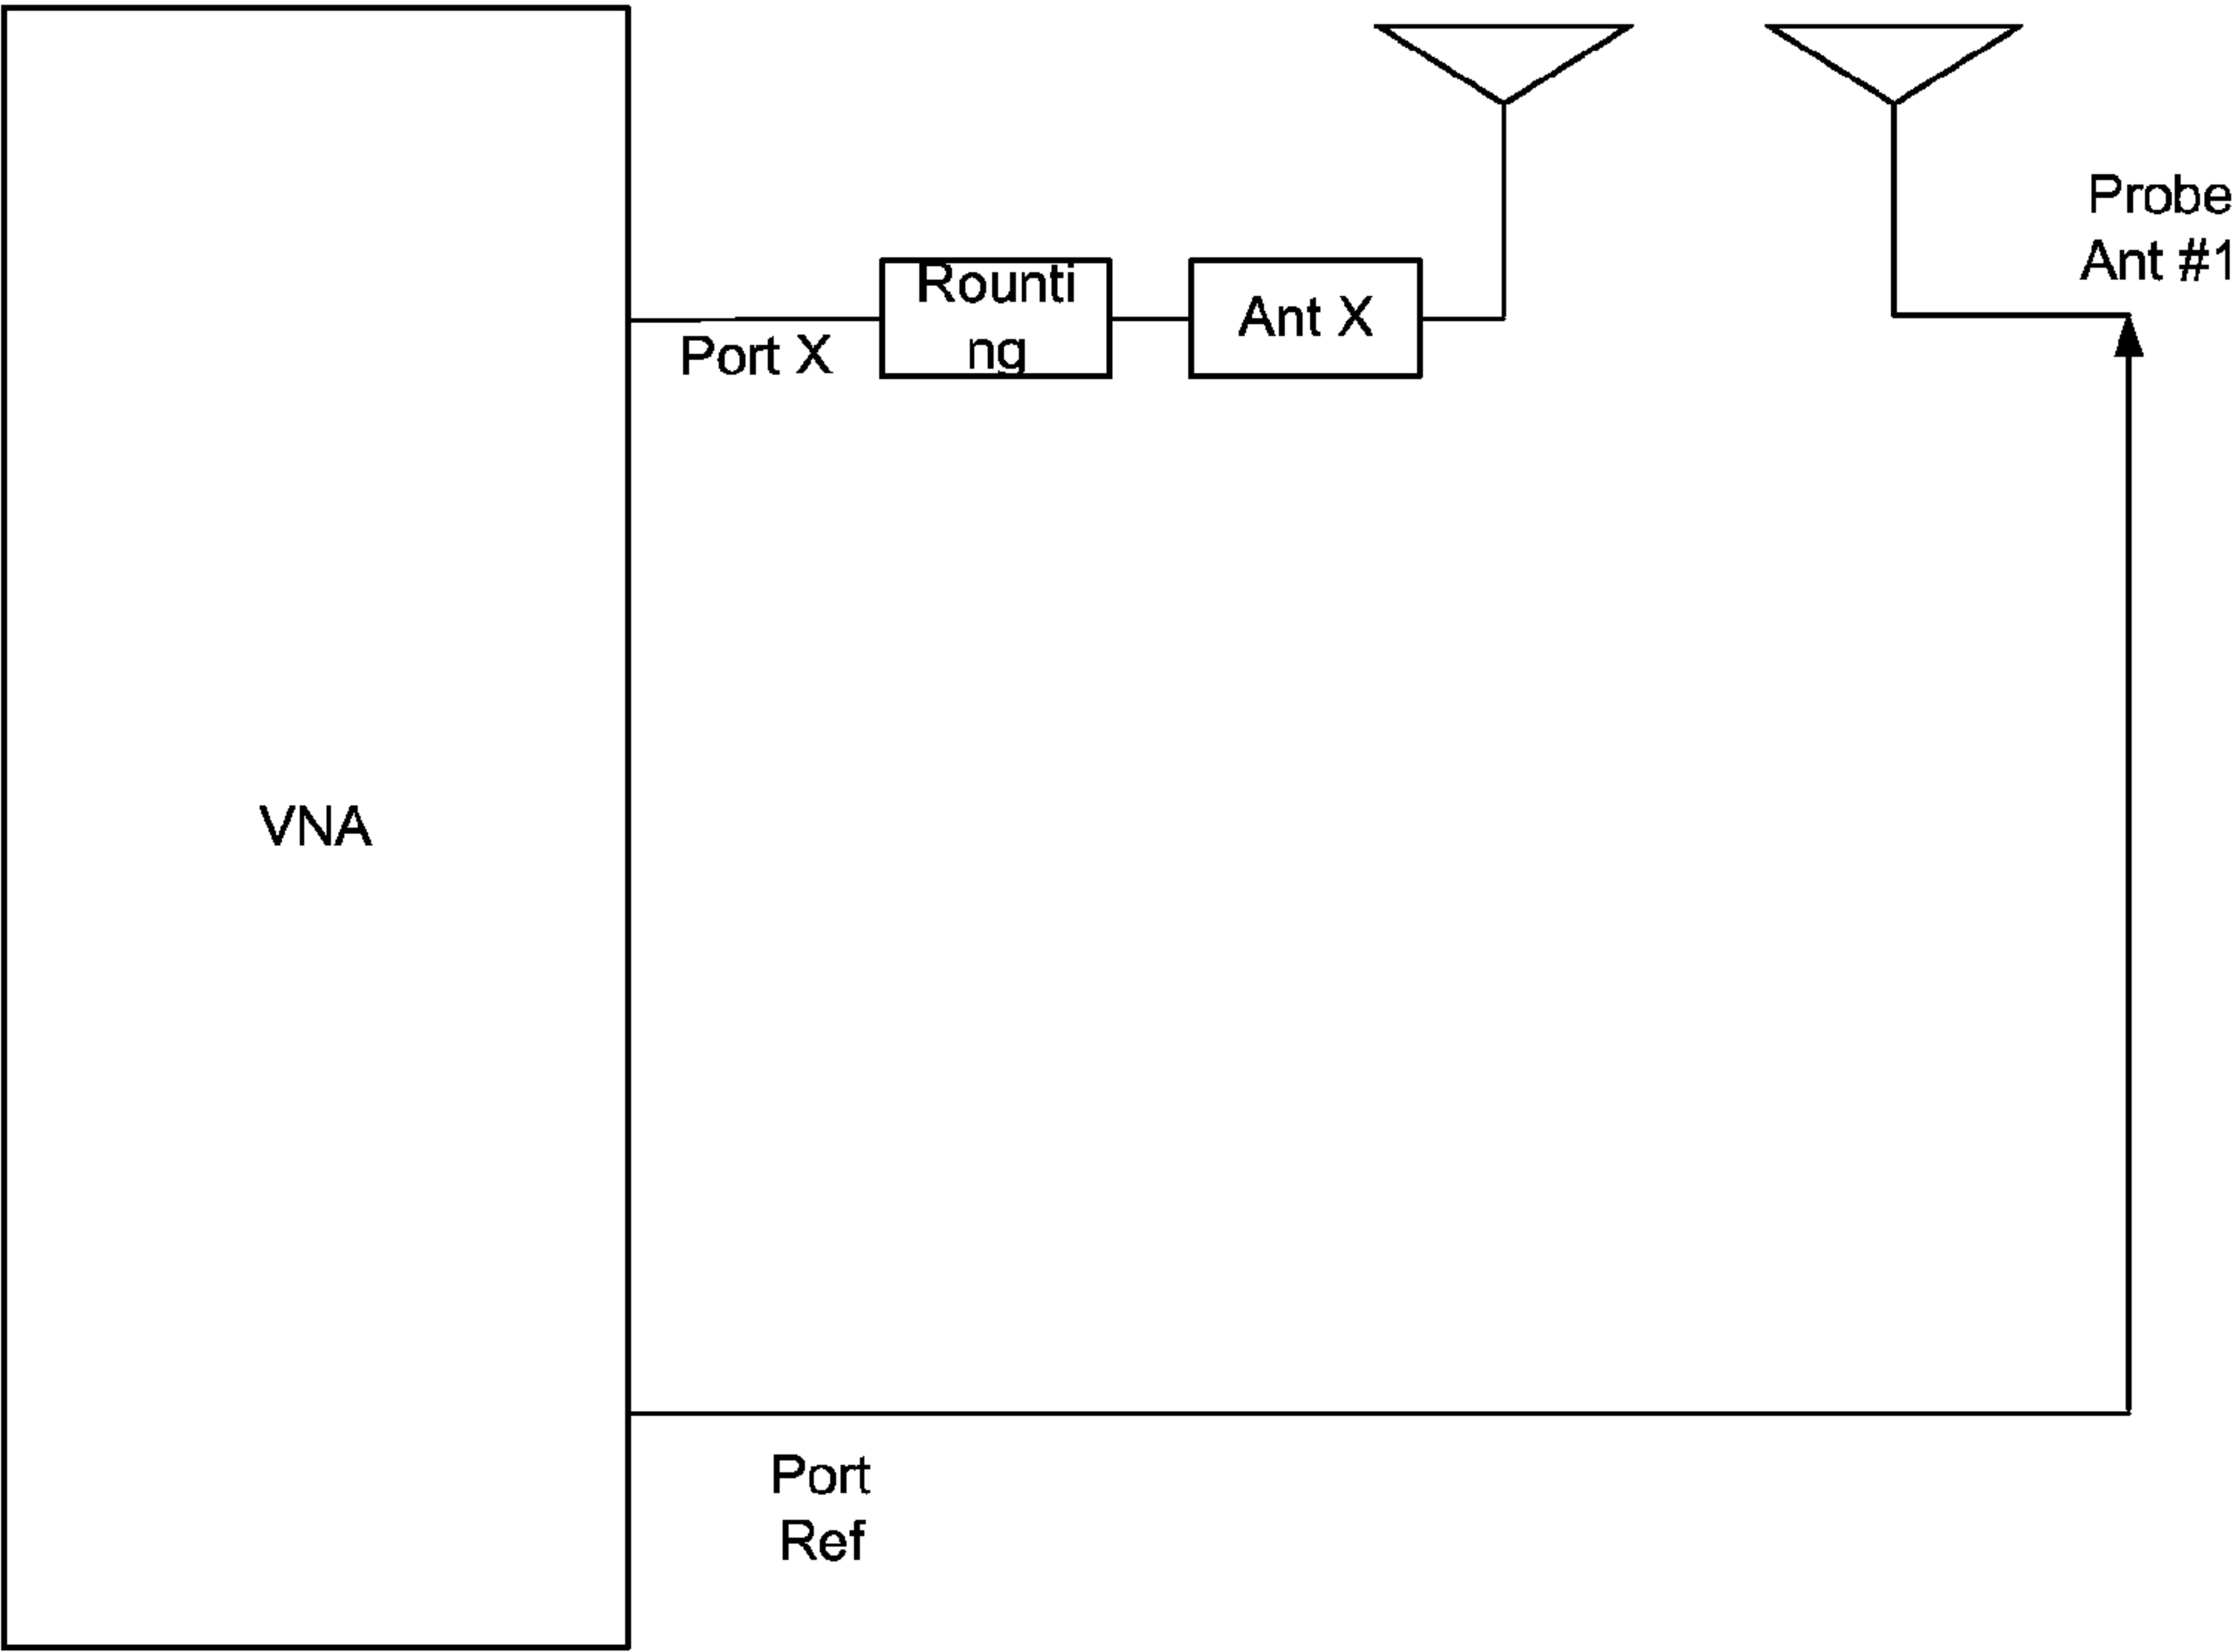 Probe
Ant #1
Rounti
ng
Ant X
Port X
VNA
Port
Ref